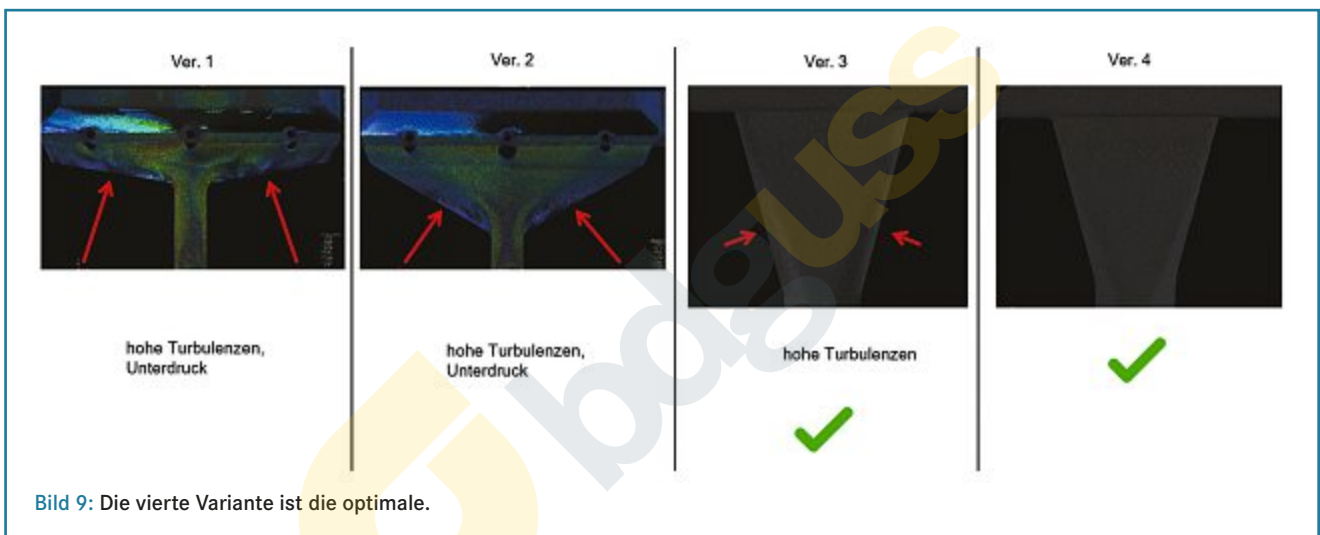 Ver. 1
Ver. 2
Ver. 3
Ver. 4
hohe Turbulenzen,
Unterdruck
hohe Turbulenzen,
Unterdruck
hohe Turbulenzen
bdguss
Bild 9: Die vierte Variante ist die optimale.